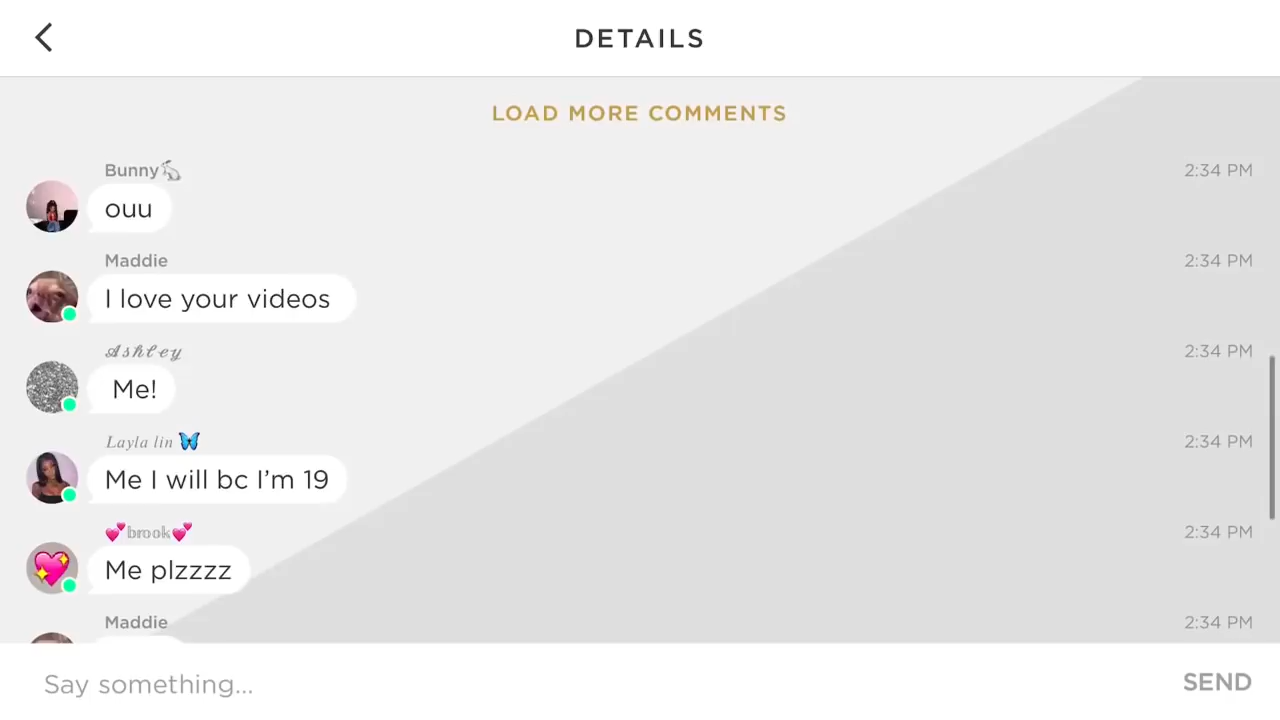 DETAILS
LOAD MORE COMMENTS
Bunny🐇 2:34 PM
ouu
Maddie 2:34 PM
I love your videos
𝒜𝓈𝒽𝓁ℯ𝓎 2:34 PM
Me!
𝐿𝑎𝑦𝑙𝑎 𝑙𝑖𝑛 🦋 2:34 PM
Me I will bc I’m 19
💕𝕓𝕣𝕠𝕠𝕜💕 2:34 PM
Me plzzzz
Maddie 2:34 PM
Say something... SEND